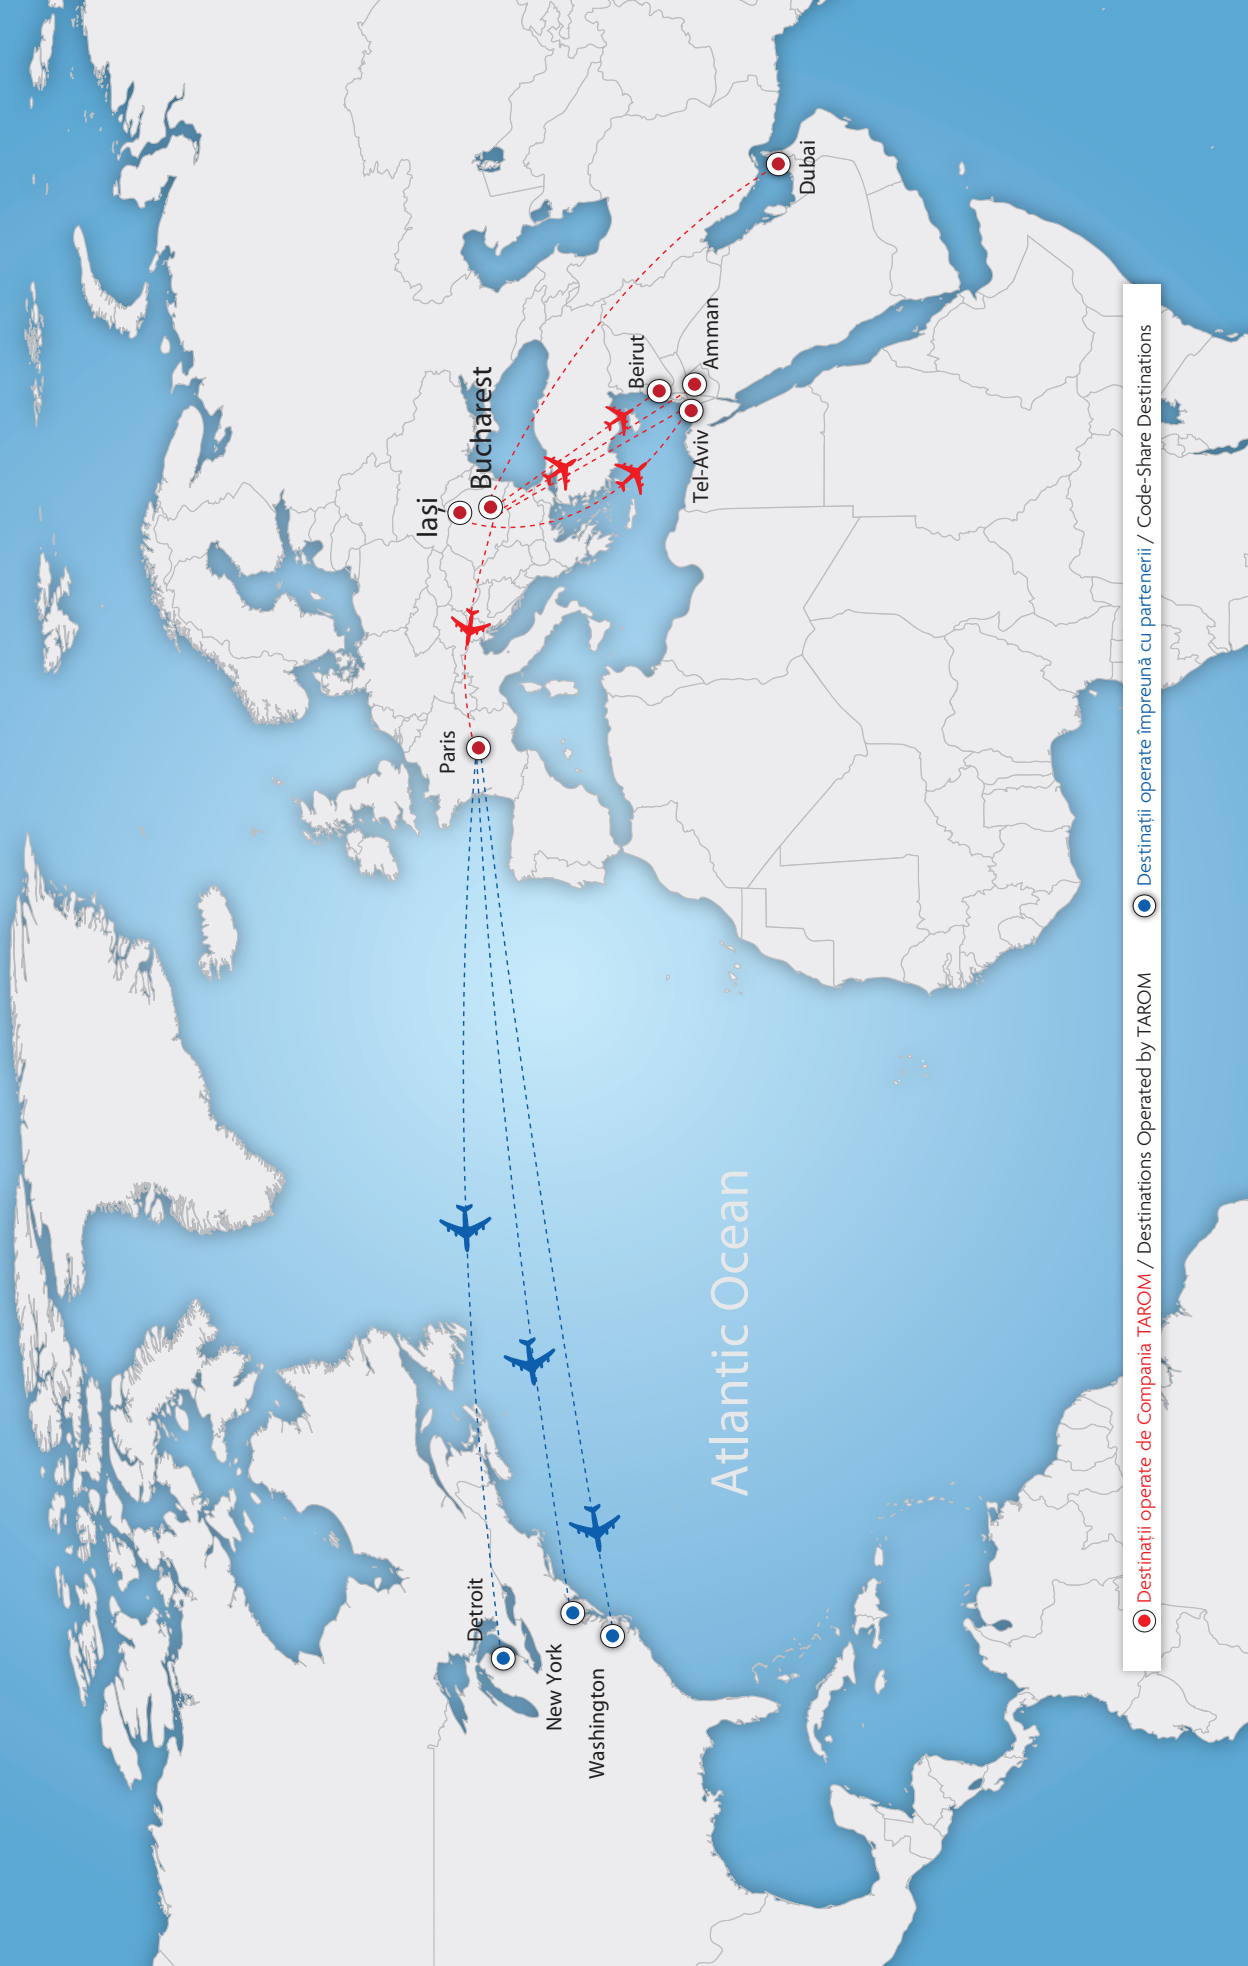 Iași
Bucharest
Paris
Beirut
Amman
Tel-Aviv
Dubai
Detroit
New York
Washington
Atlantic Ocean
Destinații operate de Compania TAROM / Destinations Operated by TAROM
Destinații operate împreună cu partenerii / Code-Share Destinations